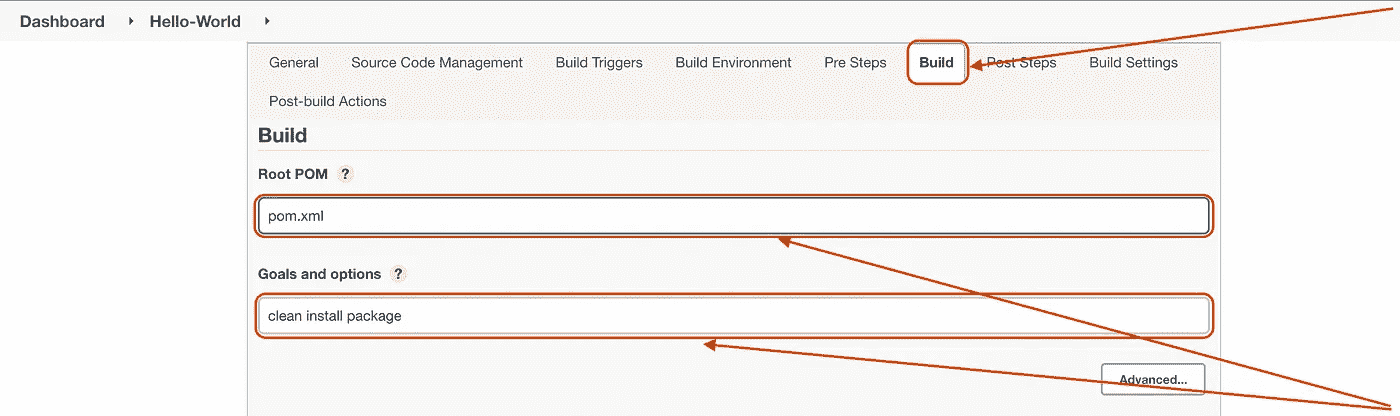 Dashboard Hello-World
General Source Code Management Build Triggers Build Environment Pre Steps Build Post Steps Build Settings
Post-build Actions
Build
Root POM ?
pom.xml
Goals and options ?
clean install package
Advanced...